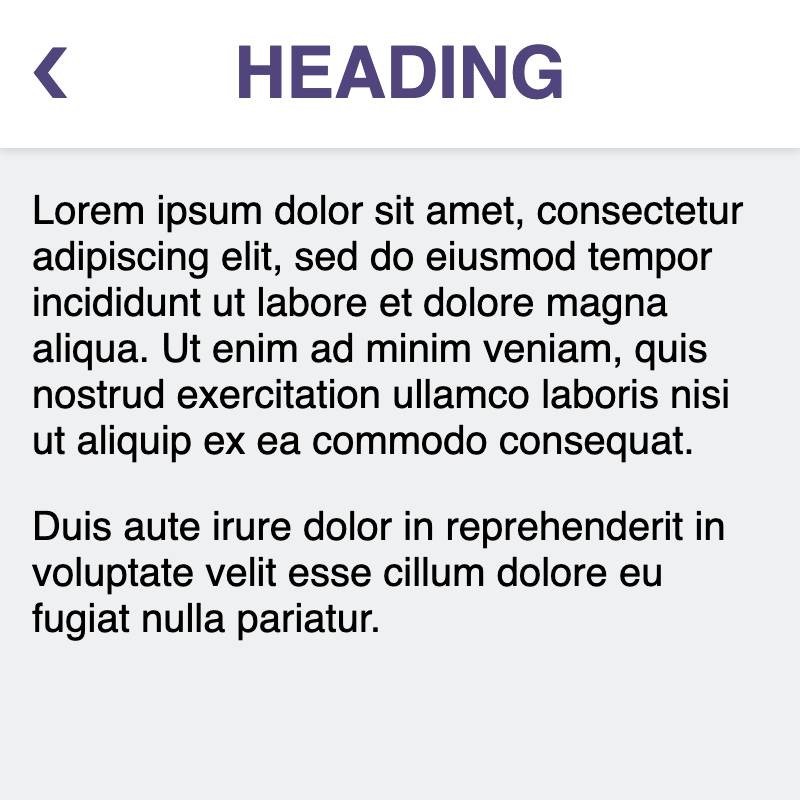 HEADING
Lorem ipsum dolor sit amet, consectetur
adipiscing elit, sed do eiusmod tempor
incididunt ut labore et dolore magna
aliqua. Ut enim ad minim veniam, quis
nostrud exercitation ullamco laboris nisi
ut aliquip ex ea commodo consequat.
Duis aute irure dolor in reprehenderit in
voluptate velit esse cillum dolore eu
fugiat nulla pariatur.